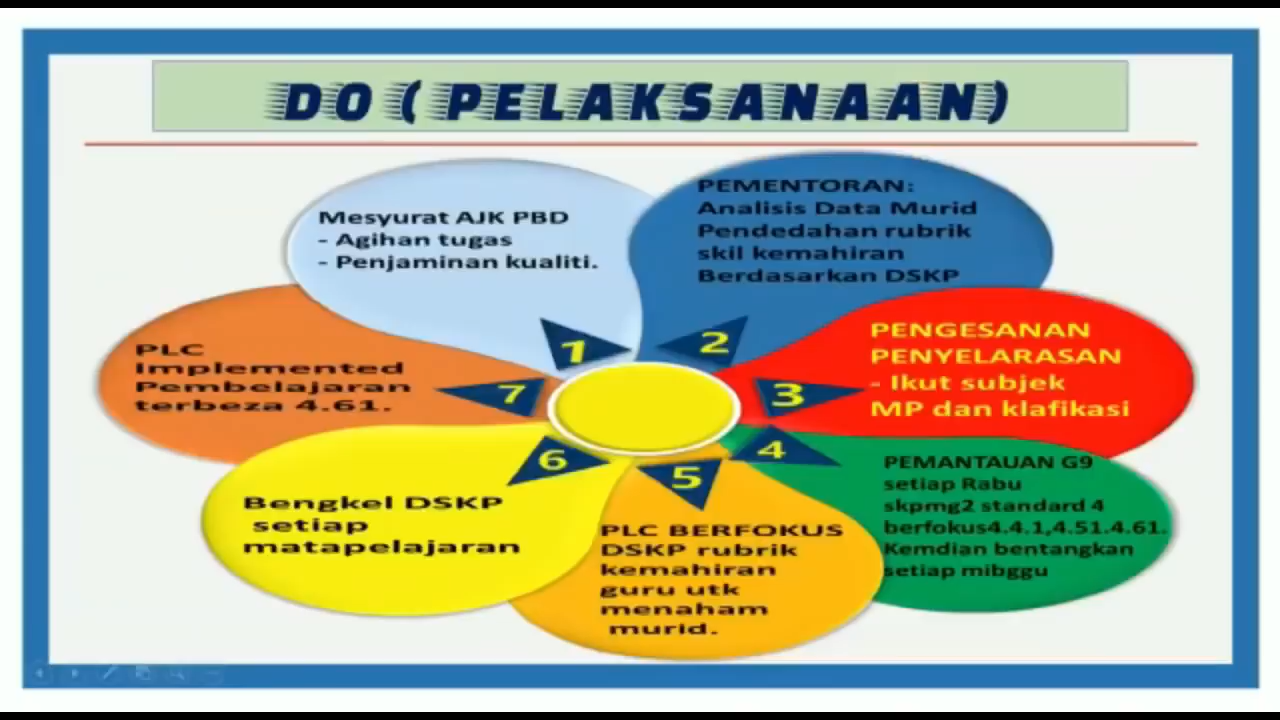 DO ( PELAKSANAAN)
Mesyurat AJK PBD
- Agihan tugas
- Penjaminan kualiti.
1
PEMENTORAN:
Analisis Data Murid
Pendedahan rubrik
skil kemahiran
Berdasarkan DSKP
2
PENGESANAN
PENYELARASAN
- Ikut subjek
MP dan klafikasi
3
PEMANTAUAN G9
setiap Rabu
skpmg2 standard 4
berfokus4.4.1,4.51.4.61.
Kemdian bentangkan
setiap mibggu
4
PLC BERFOKUS
DSKP rubrik
kemahiran
guru utk
menaham
murid.
5
Bengkel DSKP
setiap
matapelajaran
6
PLC
Implemented
Pembelajaran
terbeza 4.61.
7